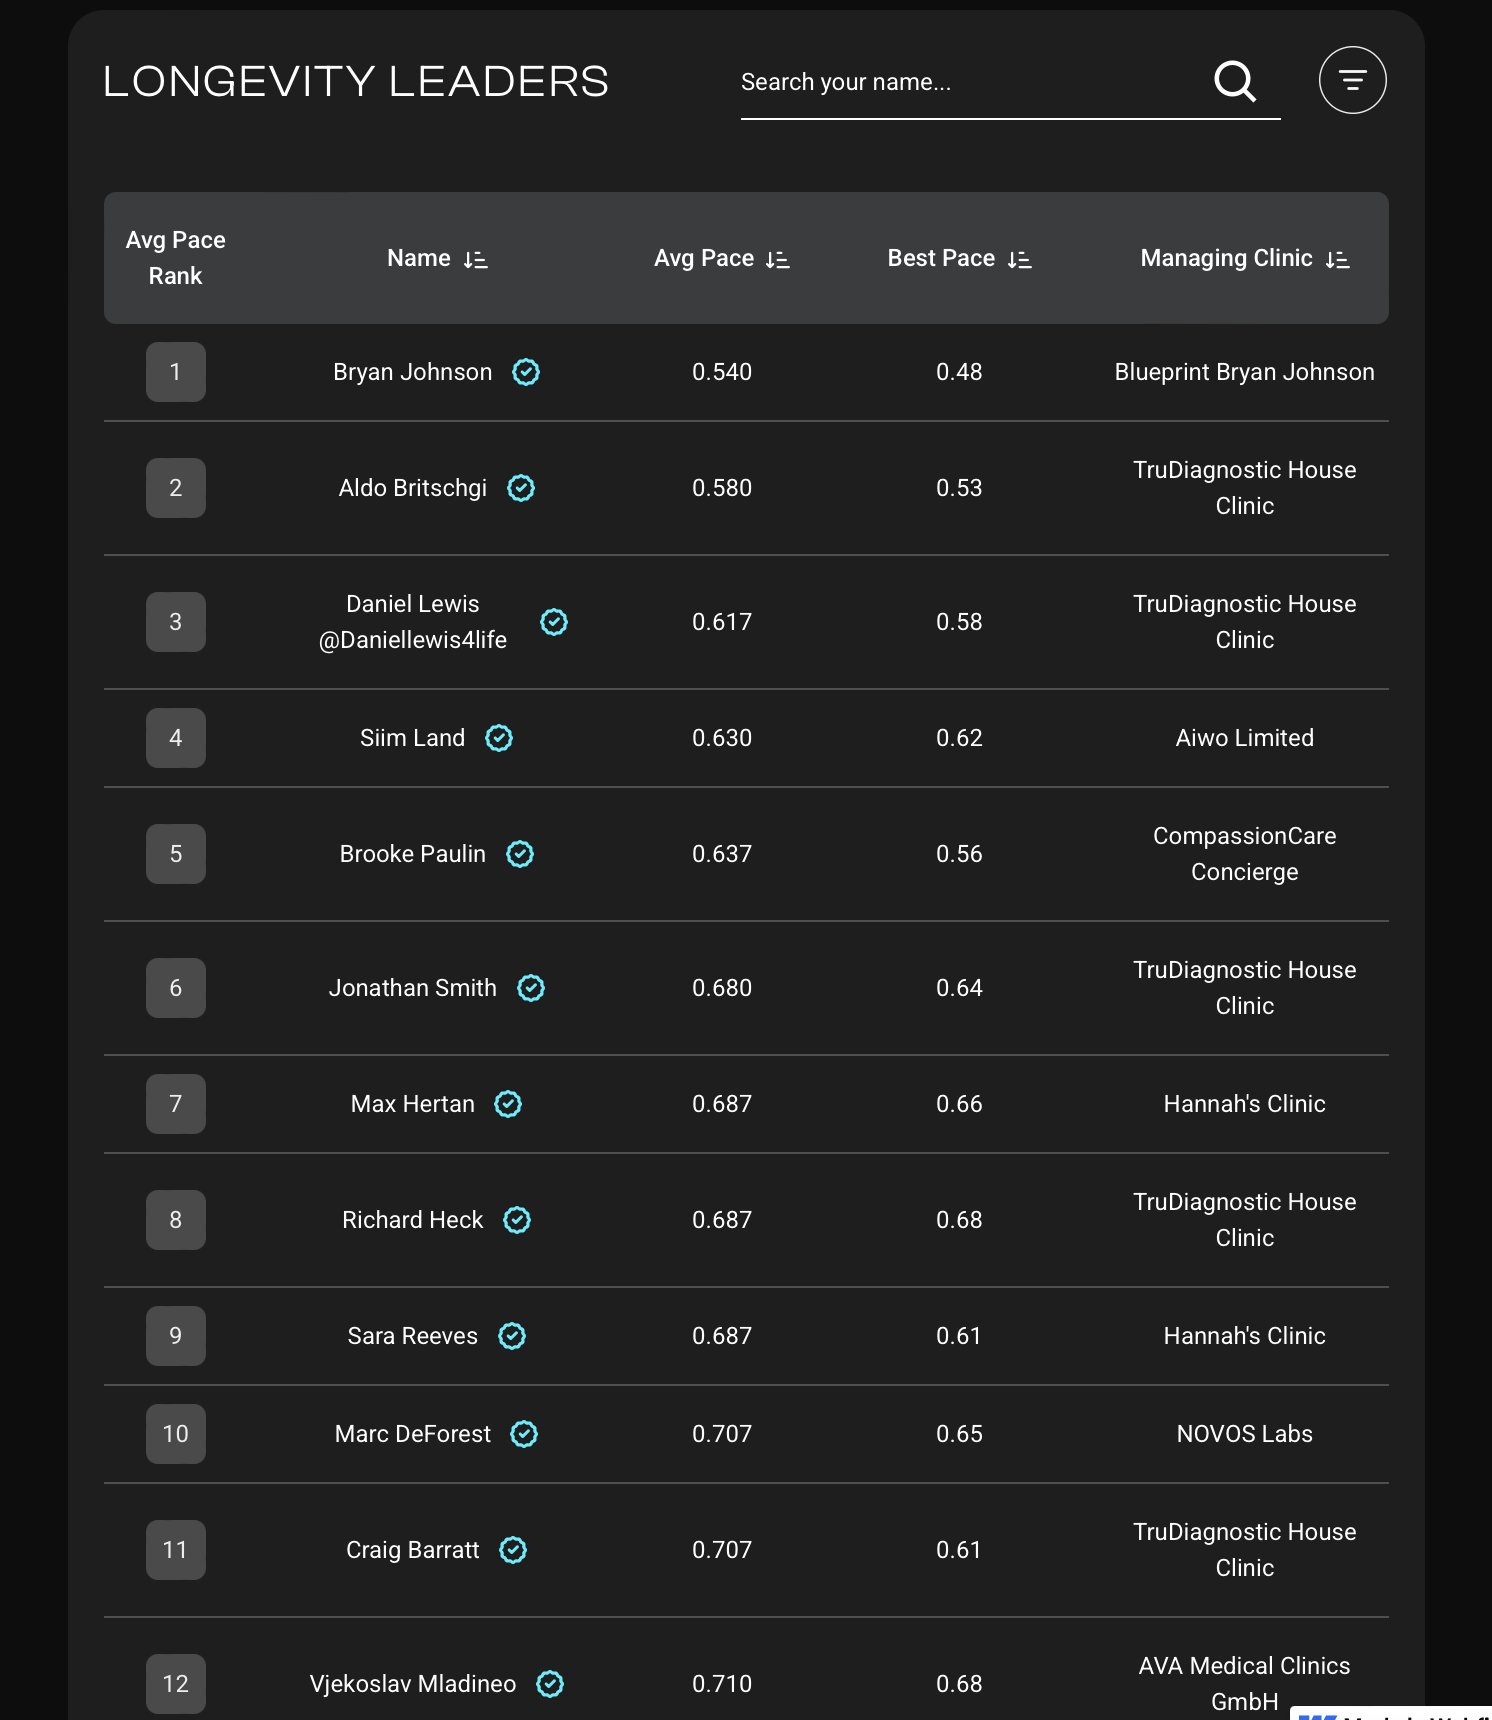 LONGEVITY LEADERS
Search your name...
Avg Pace
Rank
Name
Avg Pace
Best Pace
Managing Clinic
1
Bryan Johnson
0.540
0.48
Blueprint Bryan Johnson
2
Aldo Britschgi
0.580
0.53
TruDiagnostic House
Clinic
3
Daniel Lewis
@Daniellewis4life
0.617
0.58
TruDiagnostic House
Clinic
4
Siim Land
0.630
0.62
Aiwo Limited
5
Brooke Paulin
0.637
0.56
CompassionCare
Concierge
6
Jonathan Smith
0.680
0.64
TruDiagnostic House
Clinic
7
Max Hertan
0.687
0.66
Hannah's Clinic
8
Richard Heck
0.687
0.68
TruDiagnostic House
Clinic
9
Sara Reeves
0.687
0.61
Hannah's Clinic
10
Marc DeForest
0.707
0.65
NOVOS Labs
11
Craig Barratt
0.707
0.61
TruDiagnostic House
Clinic
12
Vjekoslav Mladineo
0.710
0.68
AVA Medical Clinics
GmbH